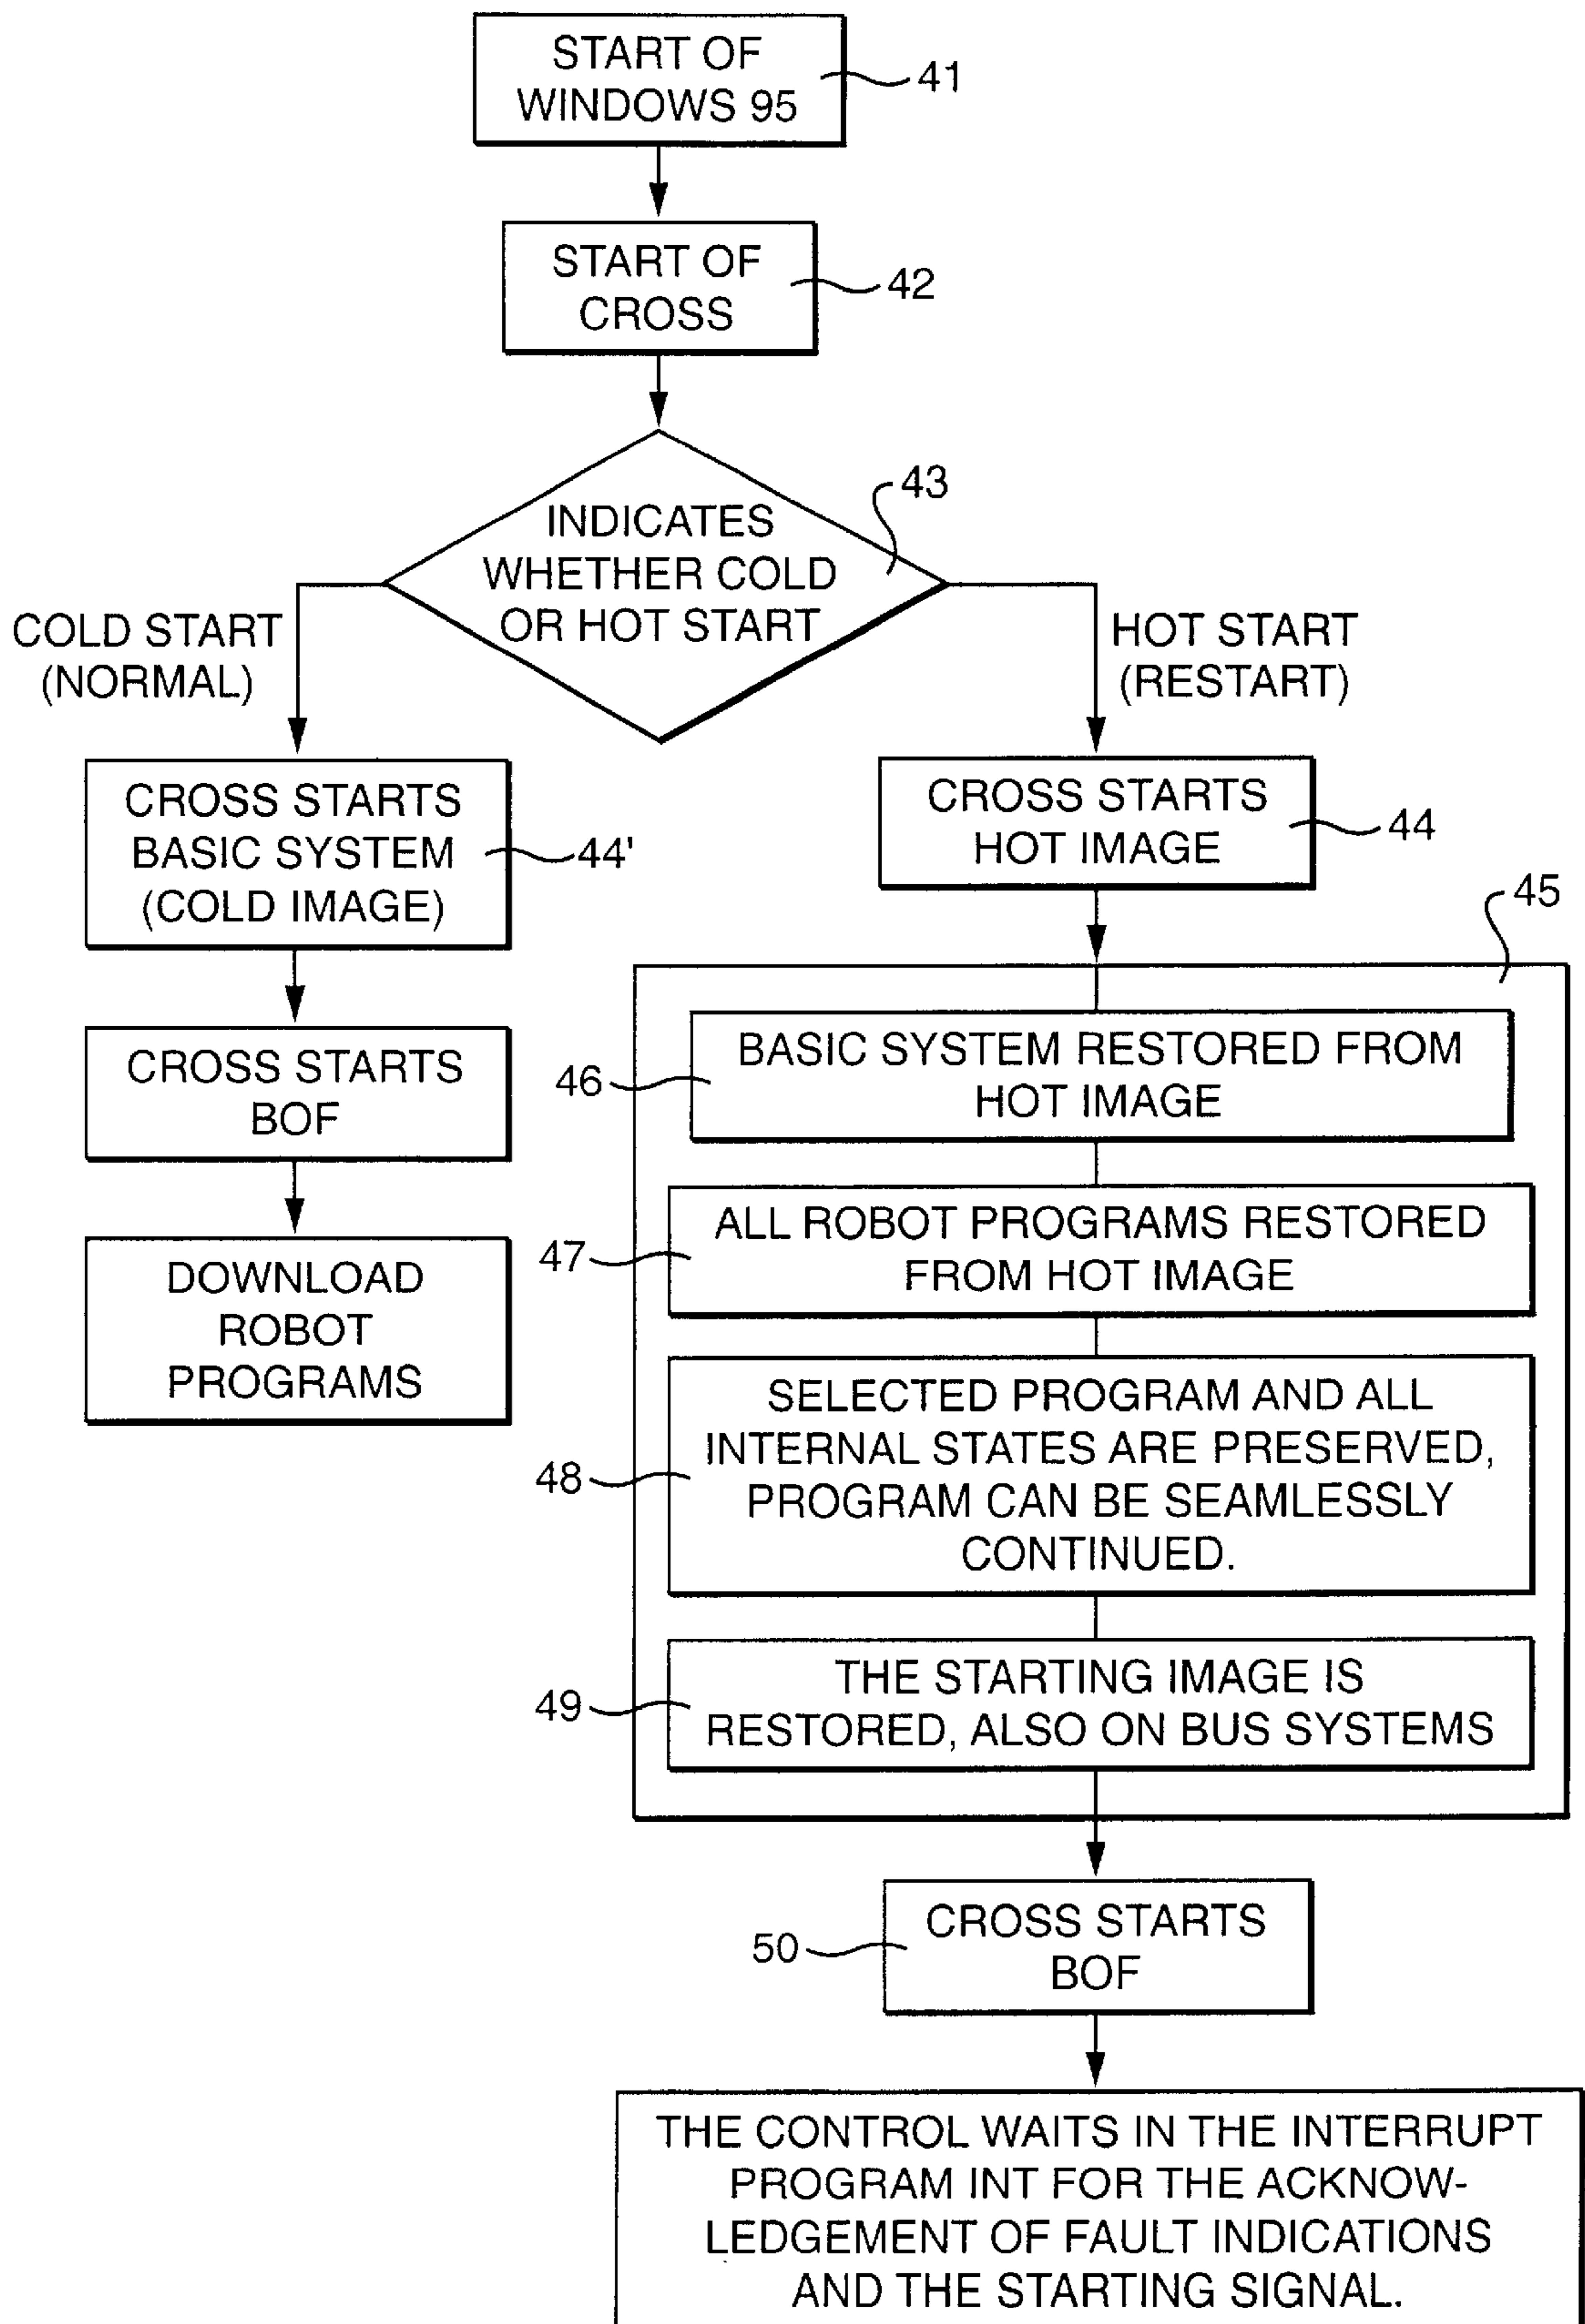 START OF
WINDOWS 95
41
START OF
CROSS
42
INDICATES
WHETHER COLD
OR HOT START
43
COLD START
(NORMAL)
HOT START
(RESTART)
CROSS STARTS
BASIC SYSTEM
(COLD IMAGE)
44'
CROSS STARTS
BOF
DOWNLOAD
ROBOT
PROGRAMS
CROSS STARTS
HOT IMAGE
44
45
BASIC SYSTEM RESTORED FROM
HOT IMAGE
46
ALL ROBOT PROGRAMS RESTORED
FROM HOT IMAGE
47
SELECTED PROGRAM AND ALL
INTERNAL STATES ARE PRESERVED,
PROGRAM CAN BE SEAMLESSLY
CONTINUED.
48
THE STARTING IMAGE IS
RESTORED, ALSO ON BUS SYSTEMS
49
CROSS STARTS
BOF
50
THE CONTROL WAITS IN THE INTERRUPT
PROGRAM INT FOR THE ACKNOW-
LEDGEMENT OF FAULT INDICATIONS
AND THE STARTING SIGNAL.